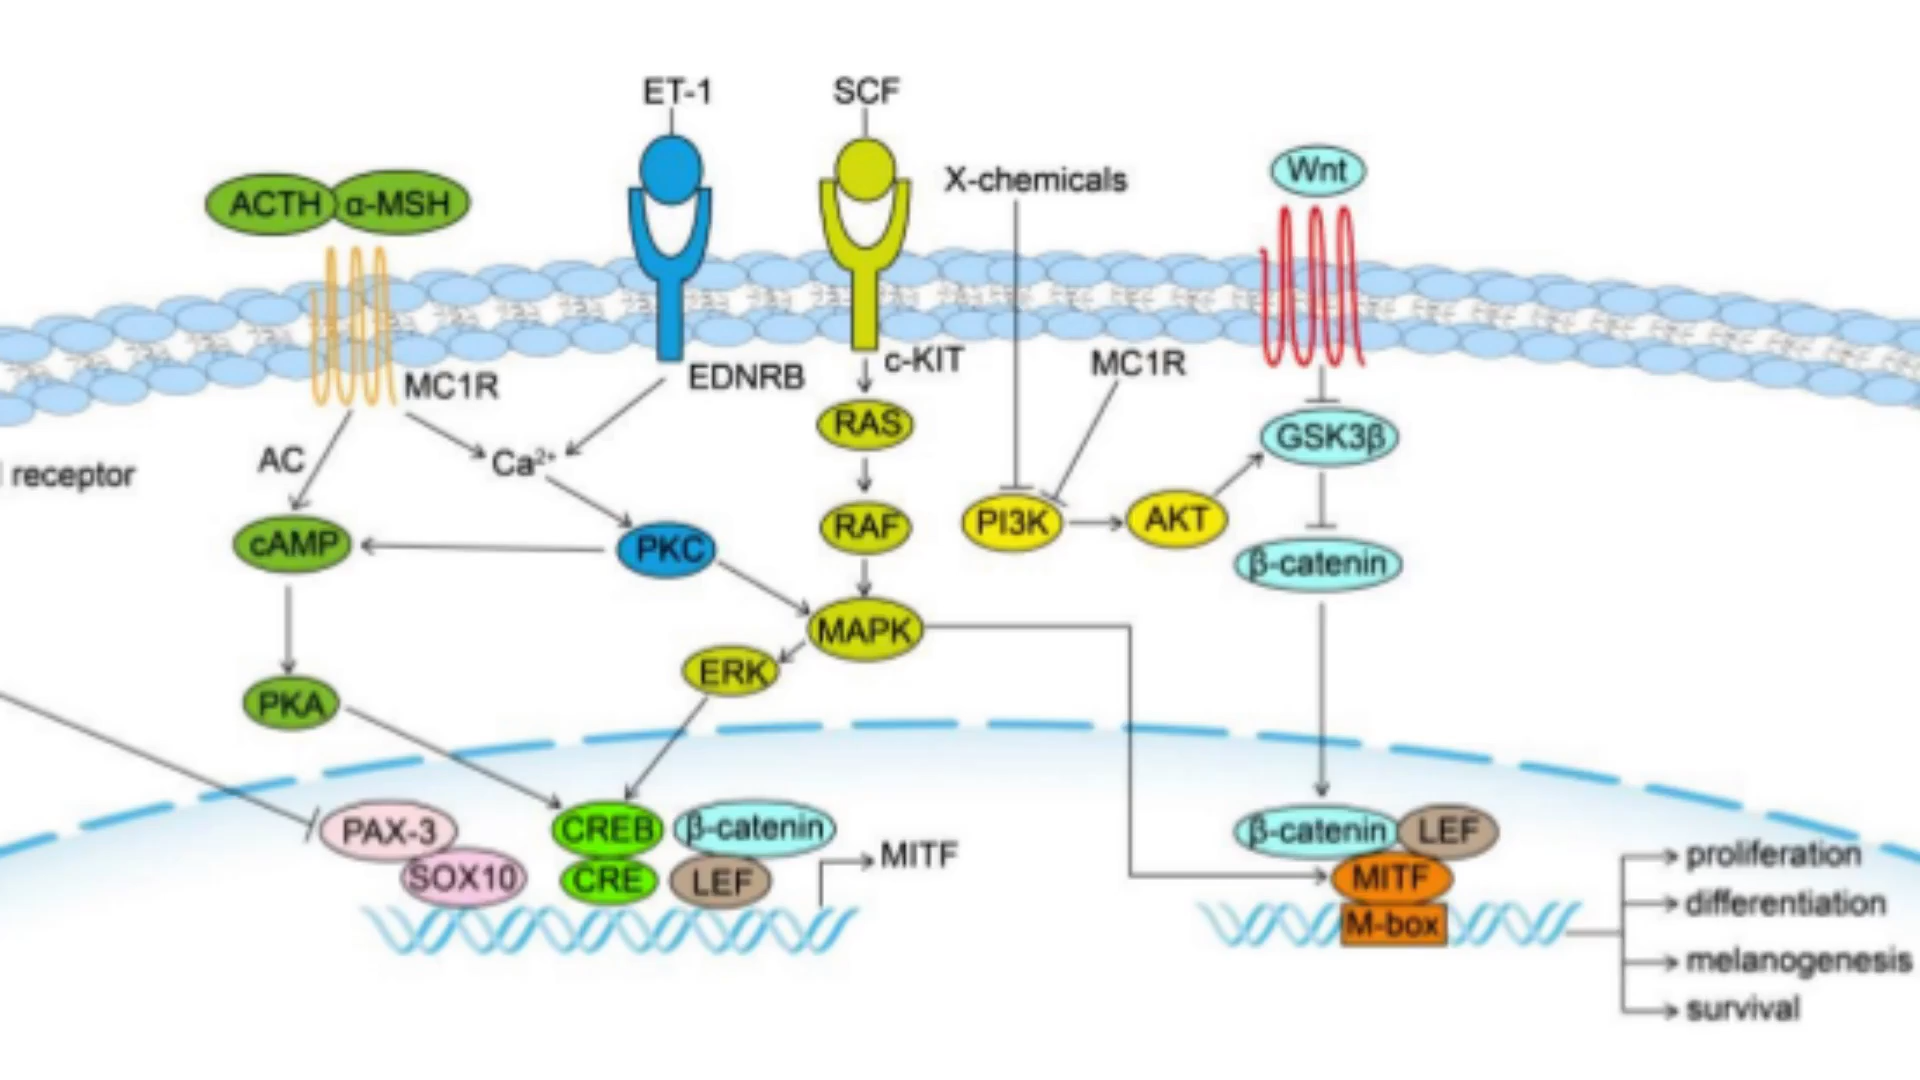 ET-1
SCF
X-chemicals
Wnt
ACTH
α-MSH
MC1R
EDNRB
c-KIT
MC1R
RAS
GSK3β
AC
Ca²⁺
receptor
cAMP
PKC
RAF
PI3K
AKT
β-catenin
MAPK
ERK
PKA
PAX-3
CREB
β-catenin
MITF
SOX10
CRE
LEF
β-catenin
LEF
MITF
M-box
proliferation
differentiation
melanogenesis
survival